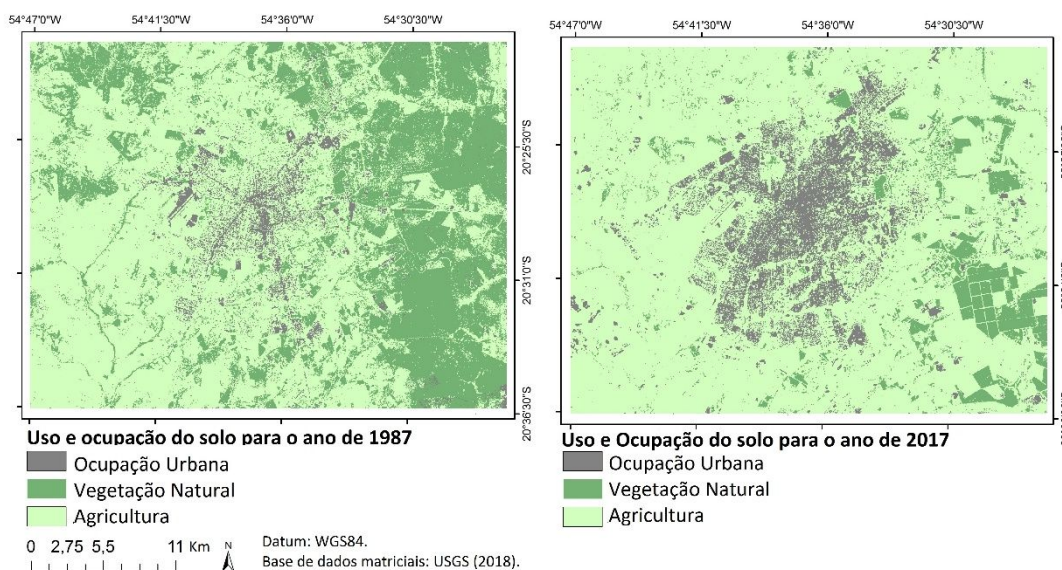 54°47'0"W 54°41'30"W 54°36'0"W 54°30'30"W
54°47'0"W 54°41'30"W 54°36'0"W 54°30'30"W
20°25'30"S
20°31'0"S
20°36'30"S
Uso e ocupação do solo para o ano de 1987
Ocupação Urbana
Vegetação Natural
Agricultura
0 2,75 5,5 11 Km
N
Datum: WGS84.
Base de dados matriciais: USGS (2018).
Uso e Ocupação do solo para o ano de 2017
Ocupação Urbana
Vegetação Natural
Agricultura